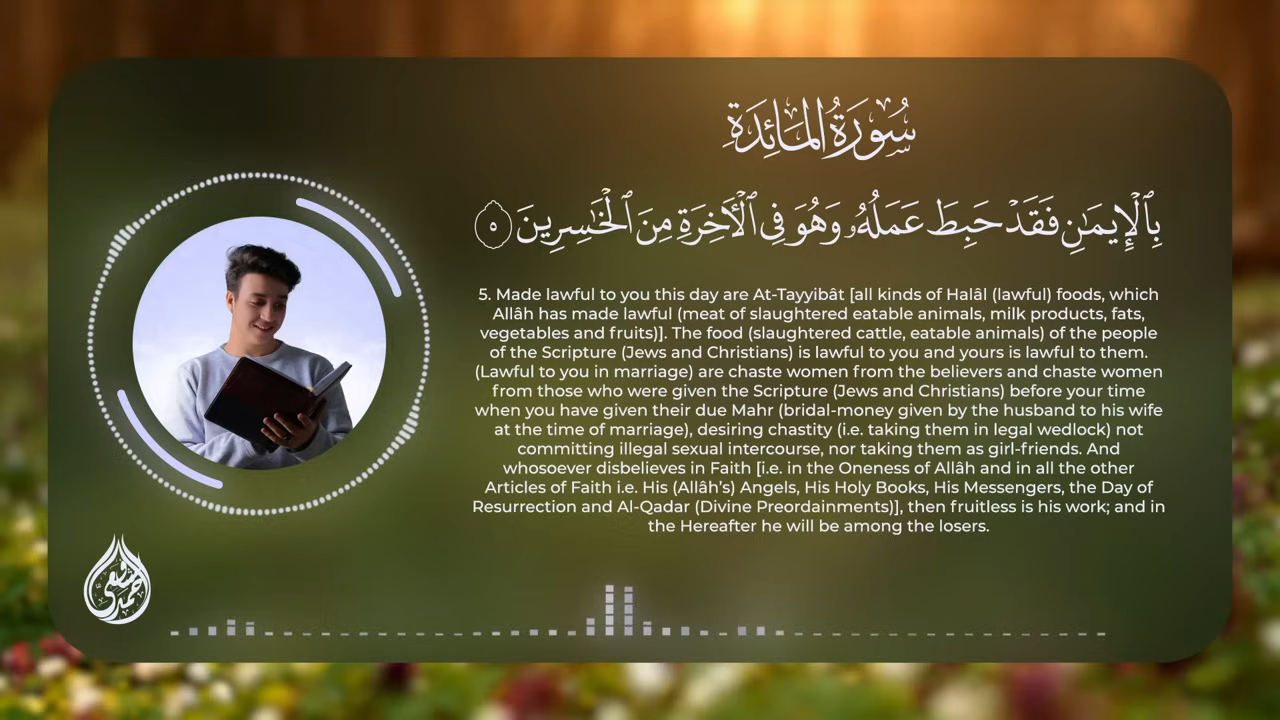 سُورَةُ المَائِدَةِ
بِٱلْإِيمَٰنِ فَقَدْ حَبِطَ عَمَلُهُۥ وَهُوَ فِى ٱلْأَخِرَةِ مِنَ ٱلْخَٰسِرِينَ ٥
5. Made lawful to you this day are At-Tayyibât [all kinds of Halâl (lawful) foods, which
Allâh has made lawful (meat of slaughtered eatable animals, milk products, fats,
vegetables and fruits)]. The food (slaughtered cattle, eatable animals) of the people
of the Scripture (Jews and Christians) is lawful to you and yours is lawful to them.
(Lawful to you in marriage) are chaste women from the believers and chaste women
from those who were given the Scripture (Jews and Christians) before your time
when you have given their due Mahr (bridal-money given by the husband to his wife
at the time of marriage), desiring chastity (i.e. taking them in legal wedlock) not
committing illegal sexual intercourse, nor taking them as girl-friends. And
whosoever disbelieves in Faith [i.e. in the Oneness of Allâh and in all the other
Articles of Faith i.e. His (Allâh’s) Angels, His Holy Books, His Messengers, the Day of
Resurrection and Al-Qadar (Divine Preordainments)], then fruitless is his work; and in
the Hereafter he will be among the losers.